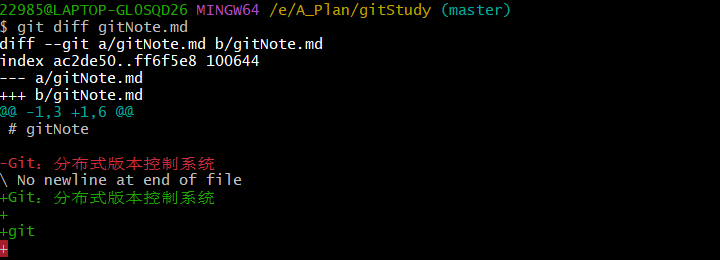 22985@LAPTOP-GL0SQD26 MINGW64 /e/A_Plan/gitStudy (master)
$ git diff gitNote.md
diff --git a/gitNote.md b/gitNote.md
index ac2de50..ff6f5e8 100644
--- a/gitNote.md
+++ b/gitNote.md
@@ -1,3 +1,6 @@
 # gitNote

-Git：分布式版本控制系统
\ No newline at end of file
+Git：分布式版本控制系统
+
+git
+